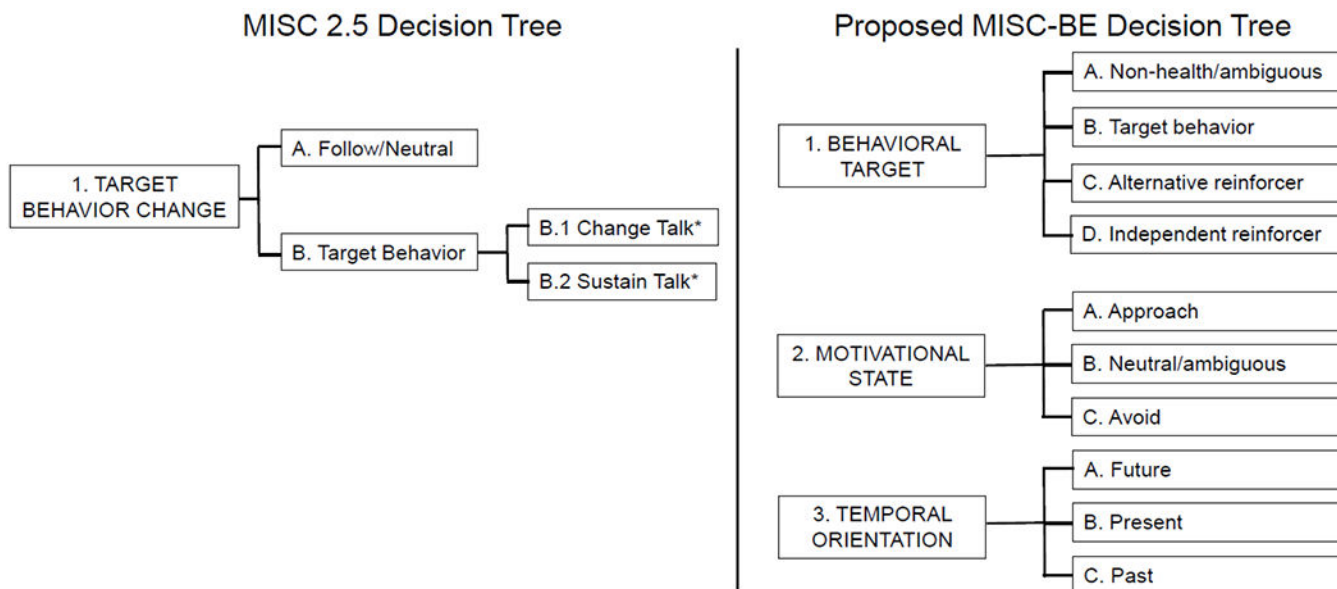 MISC 2.5 Decision Tree
1. TARGET
BEHAVIOR CHANGE
A. Follow/Neutral
B. Target Behavior
B.1 Change Talk*
B.2 Sustain Talk*
Proposed MISC-BE Decision Tree
1. BEHAVIORAL
TARGET
A. Non-health/ambiguous
B. Target behavior
C. Alternative reinforcer
D. Independent reinforcer
2. MOTIVATIONAL
STATE
A. Approach
B. Neutral/ambiguous
C. Avoid
3. TEMPORAL
ORIENTATION
A. Future
B. Present
C. Past